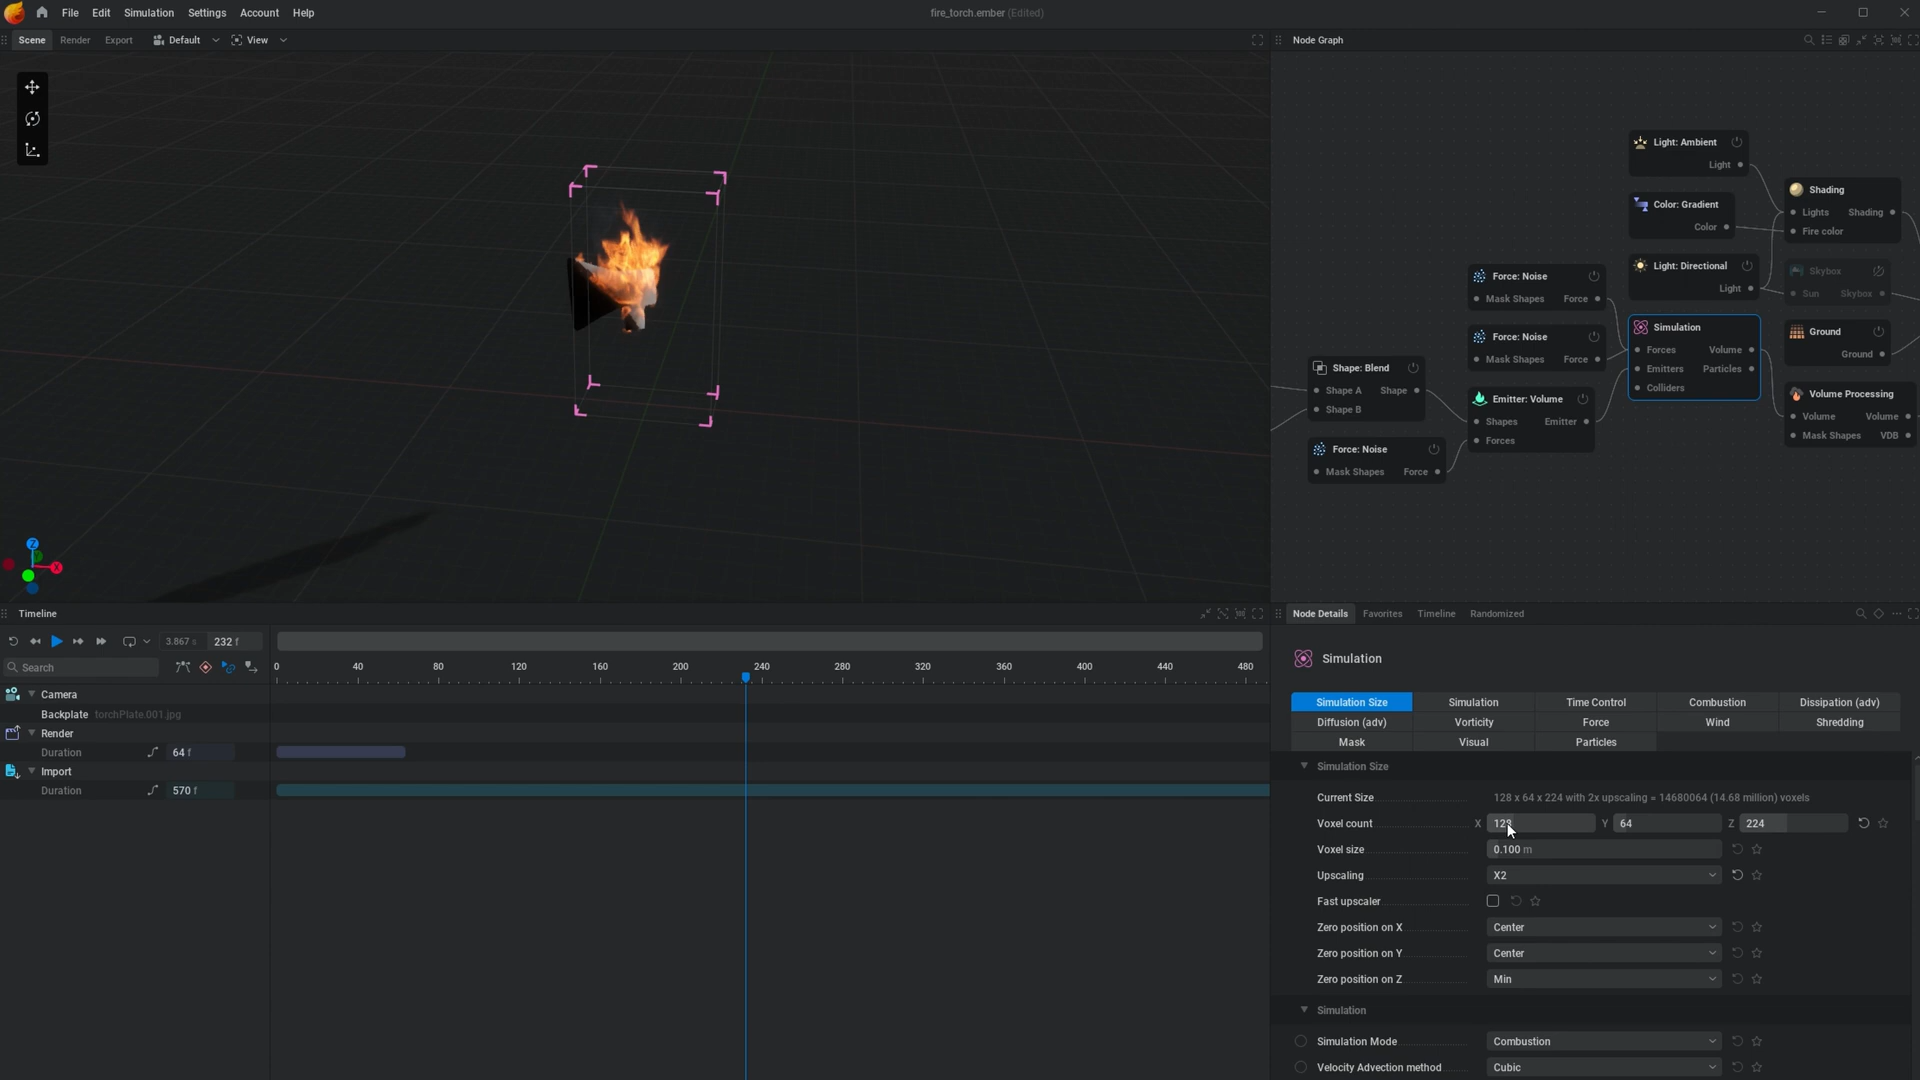 File Edit Simulation Settings Account Help
fire_torch.ember (Edited)
Scene Render Export Default View
Node Graph
Light: Ambient
Light
Color: Gradient
Color
Light: Directional
Light
Shading
Lights Shading
Fire color
Skybox
Sun Skybox
Ground
Ground
Force: Noise
Mask Shapes Force
Force: Noise
Mask Shapes Force
Simulation
Forces Volume
Emitters Particles
Colliders
Shape: Blend
Shape A Shape
Shape B
Emitter: Volume
Shapes Emitter
Forces
Volume Processing
Volume Volume
Mask Shapes VDB
Force: Noise
Mask Shapes Force
Z
X
Timeline
3.867 s 232 f
Search
0 40 80 120 160 200 240 280 320 360 400 440 480
Camera
Backplate torchPlate.001.jpg
Render
Duration 64 f
Import
Duration 570 f
Node Details Favorites Timeline Randomized
Simulation
Simulation Size Simulation Time Control Combustion Dissipation (adv)
Diffusion (adv) Vorticity Force Wind Shredding
Mask Visual Particles
Simulation Size
Current Size 128 x 64 x 224 with 2x upscaling = 14680064 (14.68 million) voxels
Voxel count X 128 Y 64 Z 224
Voxel size 0.100 m
Upscaling X2
Fast upscaler
Zero position on X Center
Zero position on Y Center
Zero position on Z Min
Simulation
Simulation Mode Combustion
Velocity Advection method Cubic